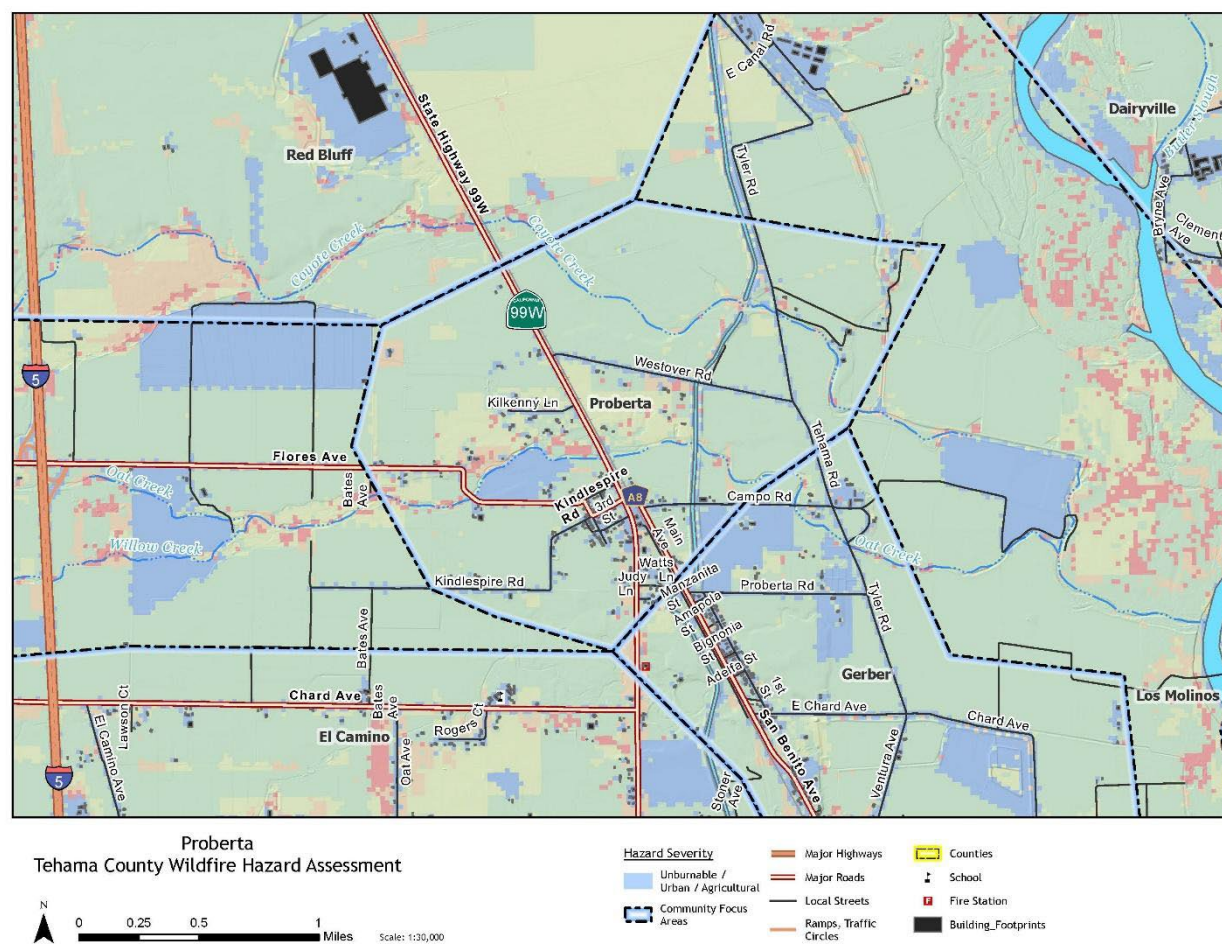 E Canal Rd
Dairyville
Butler Slough
State Highway 99W
Red Bluff
Tyler Rd
Bryne Ave
Clement
Ave
Coyote Creek
Coyote Creek
CALIFORNIA
99W
5
Westover Rd
Kilkenny Ln
Proberta
Tehama Rd
Flores Ave
Oat Creek
Bates
Ave
Kindlespire
Rd
3rd
St
A8
Campo Rd
Main
Ave
Willow Creek
Oat Creek
Watts
Ln
Judy
Ln
Kindlespire Rd
Manzanita
St
Proberta Rd
Amapola
St
Tyler Rd
Bignonia
St
Bates Ave
Adelfa St
Gerber
1st
St
Los Molinos
Chard Ave
Lawson Ct
Bates
Ave
E Chard Ave
Chard Ave
El Camino
Rogers Ct
San Benito Ave
El Camino Ave
Oat Ave
Ventura Ave
5
Stoner
Ave
Proberta
Tehama County Wildfire Hazard Assessment
N
0 0.25 0.5 1
Miles
Scale: 1:30,000
Hazard Severity
Unburnable /
Urban / Agricultural
Community Focus
Areas
Major Highways
Major Roads
Local Streets
Ramps, Traffic
Circles
Counties
School
F
Fire Station
Building_Footprints